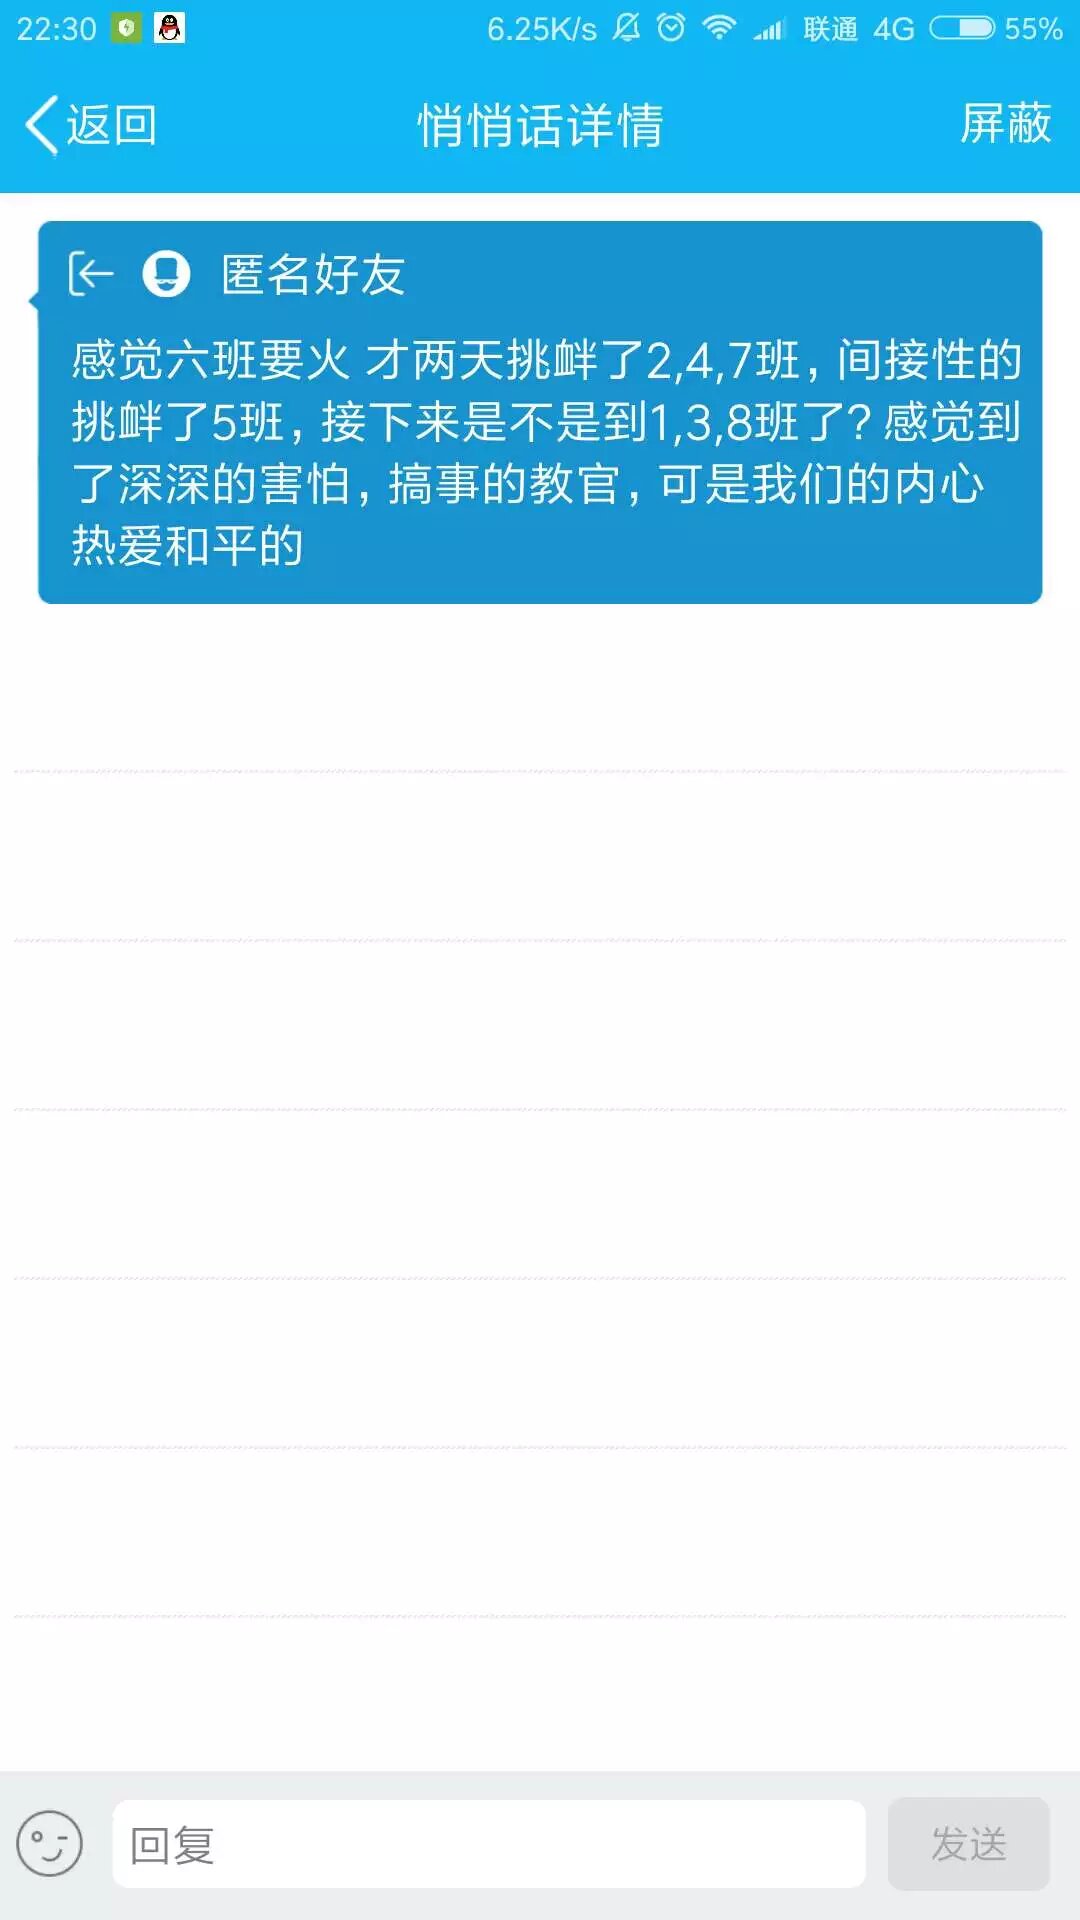 22:30 6.25K/s 联通 4G 55%
返回 悄悄话详情 屏蔽
匿名好友
感觉六班要火 才两天挑衅了2,4,7班，间接性的
挑衅了5班，接下来是不是到1,3,8班了？感觉到
了深深的害怕，搞事的教官，可是我们的内心
热爱和平的
回复 发送